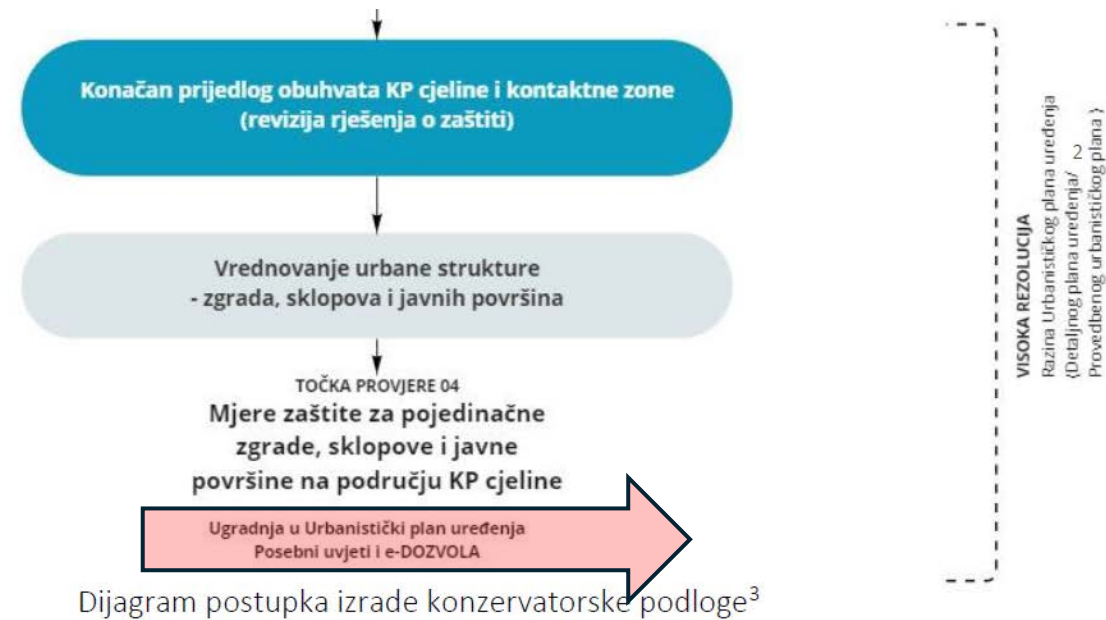 Konačan prijedlog obuhvata KP cjeline i kontaktne zone
(revizija rješenja o zaštiti)
Vrednovanje urbane strukture
- zgrada, sklopova i javnih površina
TOČKA PROVJERE 04
Mjere zaštite za pojedinačne
zgrade, sklopove i javne
površine na području KP cjeline
Ugradnja u Urbanistički plan uređenja
Posebni uvjeti i e-DOZVOLA
VISOKA REZOLUCIJA
Razina Urbanističkog plana uređenja
(Detaljnog plana uređenja/ 2
Provedbenog urbanističkog plana )
Dijagram postupka izrade konzervatorske podloge³